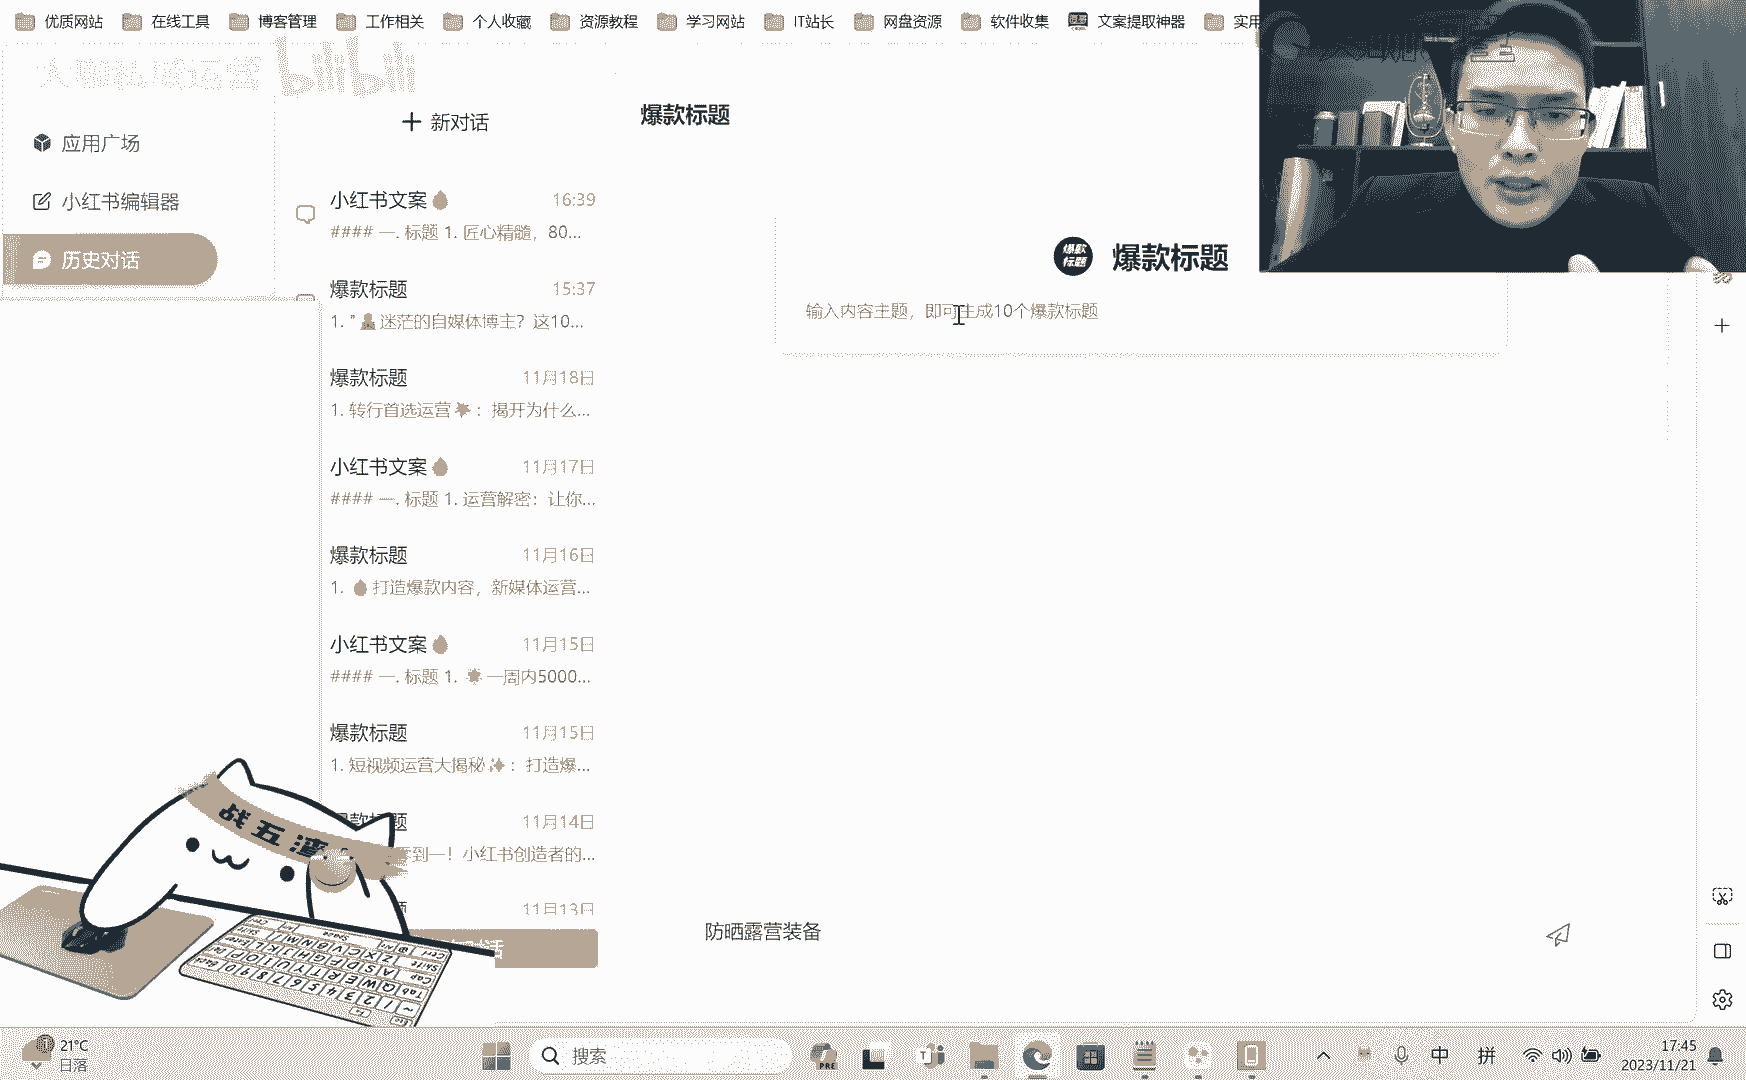 优质网站
在线工具
博客管理
工作相关
个人收藏
资源教程
学习网站
IT站长
网盘资源
软件收集
文案提取神器
实用
bilibili
应用广场
小红书编辑器
历史对话
新对话
小红书文案 16:39
#### 一. 标题 1. 匠心精髓，80...
爆款标题 15:37
1. "迷茫的自媒体博主？这10...
爆款标题 11月18日
1. 转行首选运营：揭开为什么...
小红书文案 11月17日
#### 一. 标题 1. 运营解密：让你...
爆款标题 11月16日
1. 打造爆款内容，新媒体运营...
小红书文案 11月15日
#### 一. 标题 1. 一周内5000...
爆款标题 11月15日
1. 短视频运营大揭秘：打造爆...
题 11月14日
到一！小红书创造者的...
11月13日
话
爆款标题
爆款标题
爆款标题
输入内容主题，即可生成10个爆款标题
防晒露营装备
战五渣
21°C
日落
搜索
PRE
中
拼
17:45
2023/11/21